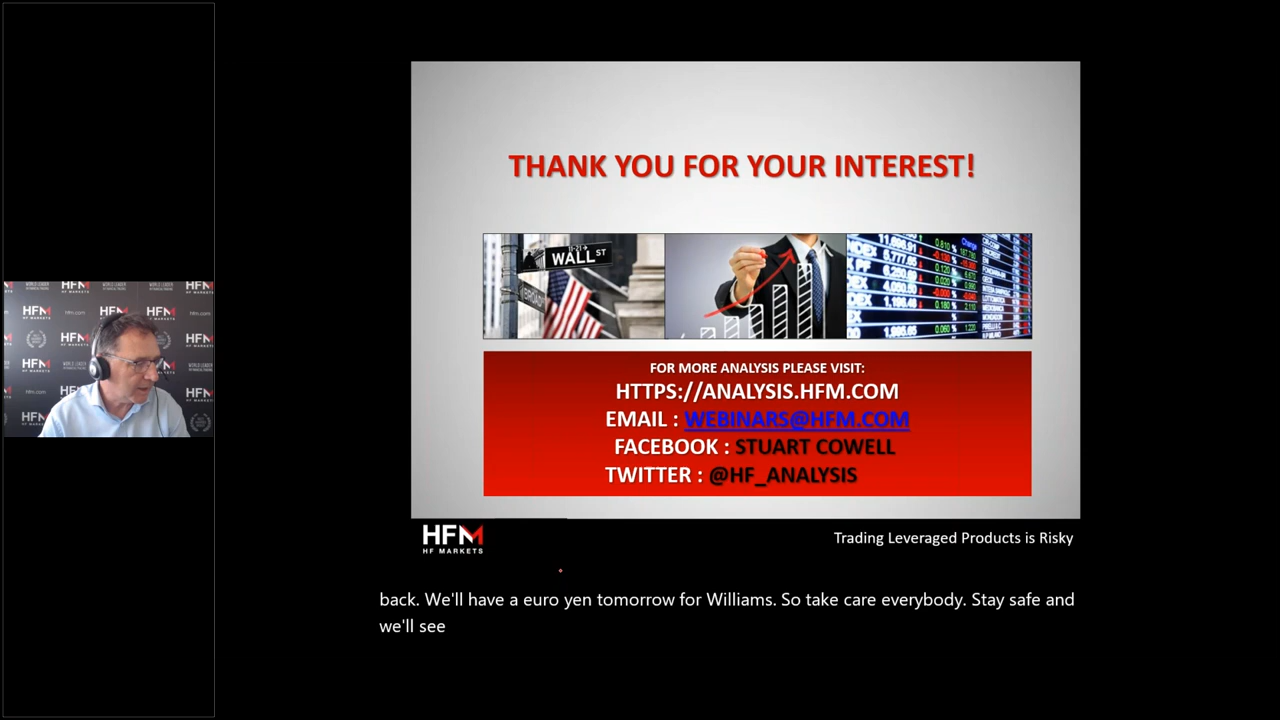 THANK YOU FOR YOUR INTEREST!
WALL ST
BROAD
FOR MORE ANALYSIS PLEASE VISIT:
HTTPS://ANALYSIS.HFM.COM
EMAIL : WEBINARS@HFM.COM
FACEBOOK : STUART COWELL
TWITTER : @HF_ANALYSIS
HFM
HF MARKETS
Trading Leveraged Products is Risky
back. We'll have a euro yen tomorrow for Williams. So take care everybody. Stay safe and
we'll see